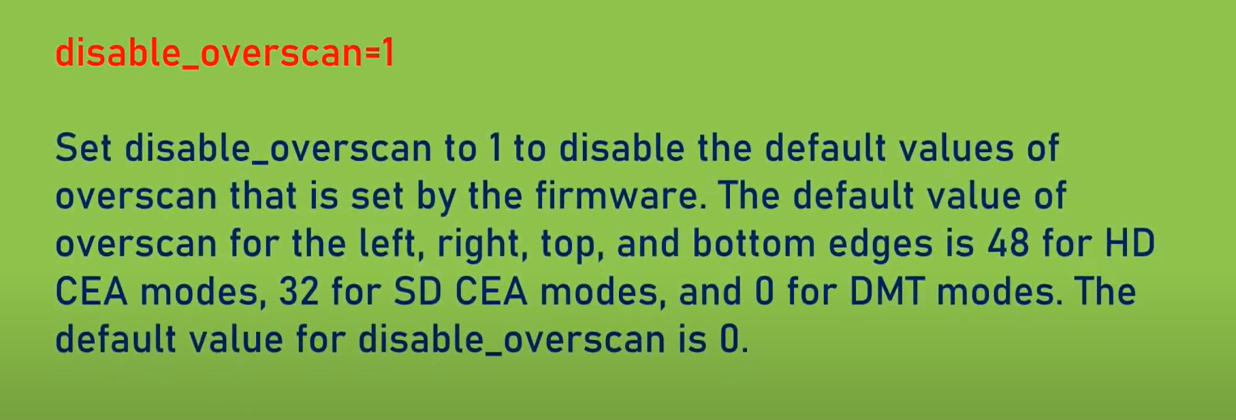 disable_overscan=1
Set disable_overscan to 1 to disable the default values of
overscan that is set by the firmware. The default value of
overscan for the left, right, top, and bottom edges is 48 for HD
CEA modes, 32 for SD CEA modes, and 0 for DMT modes. The
default value for disable_overscan is 0.